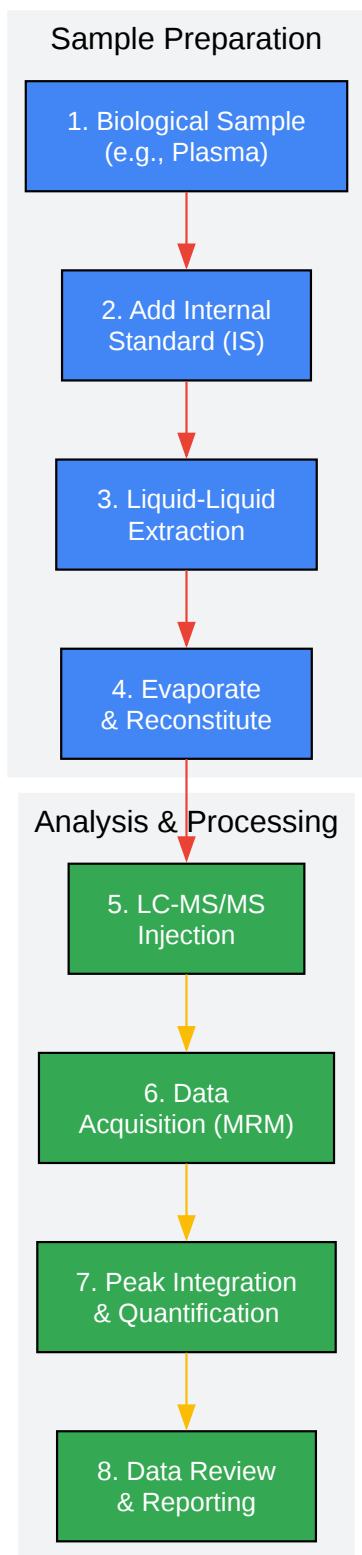 Sample Preparation
1. Biological Sample
(e.g., Plasma)
2. Add Internal
Standard (IS)
3. Liquid-Liquid
Extraction
4. Evaporate
& Reconstitute
Analysis & Processing
5. LC-MS/MS
Injection
6. Data
Acquisition (MRM)
7. Peak Integration
& Quantification
8. Data Review
& Reporting